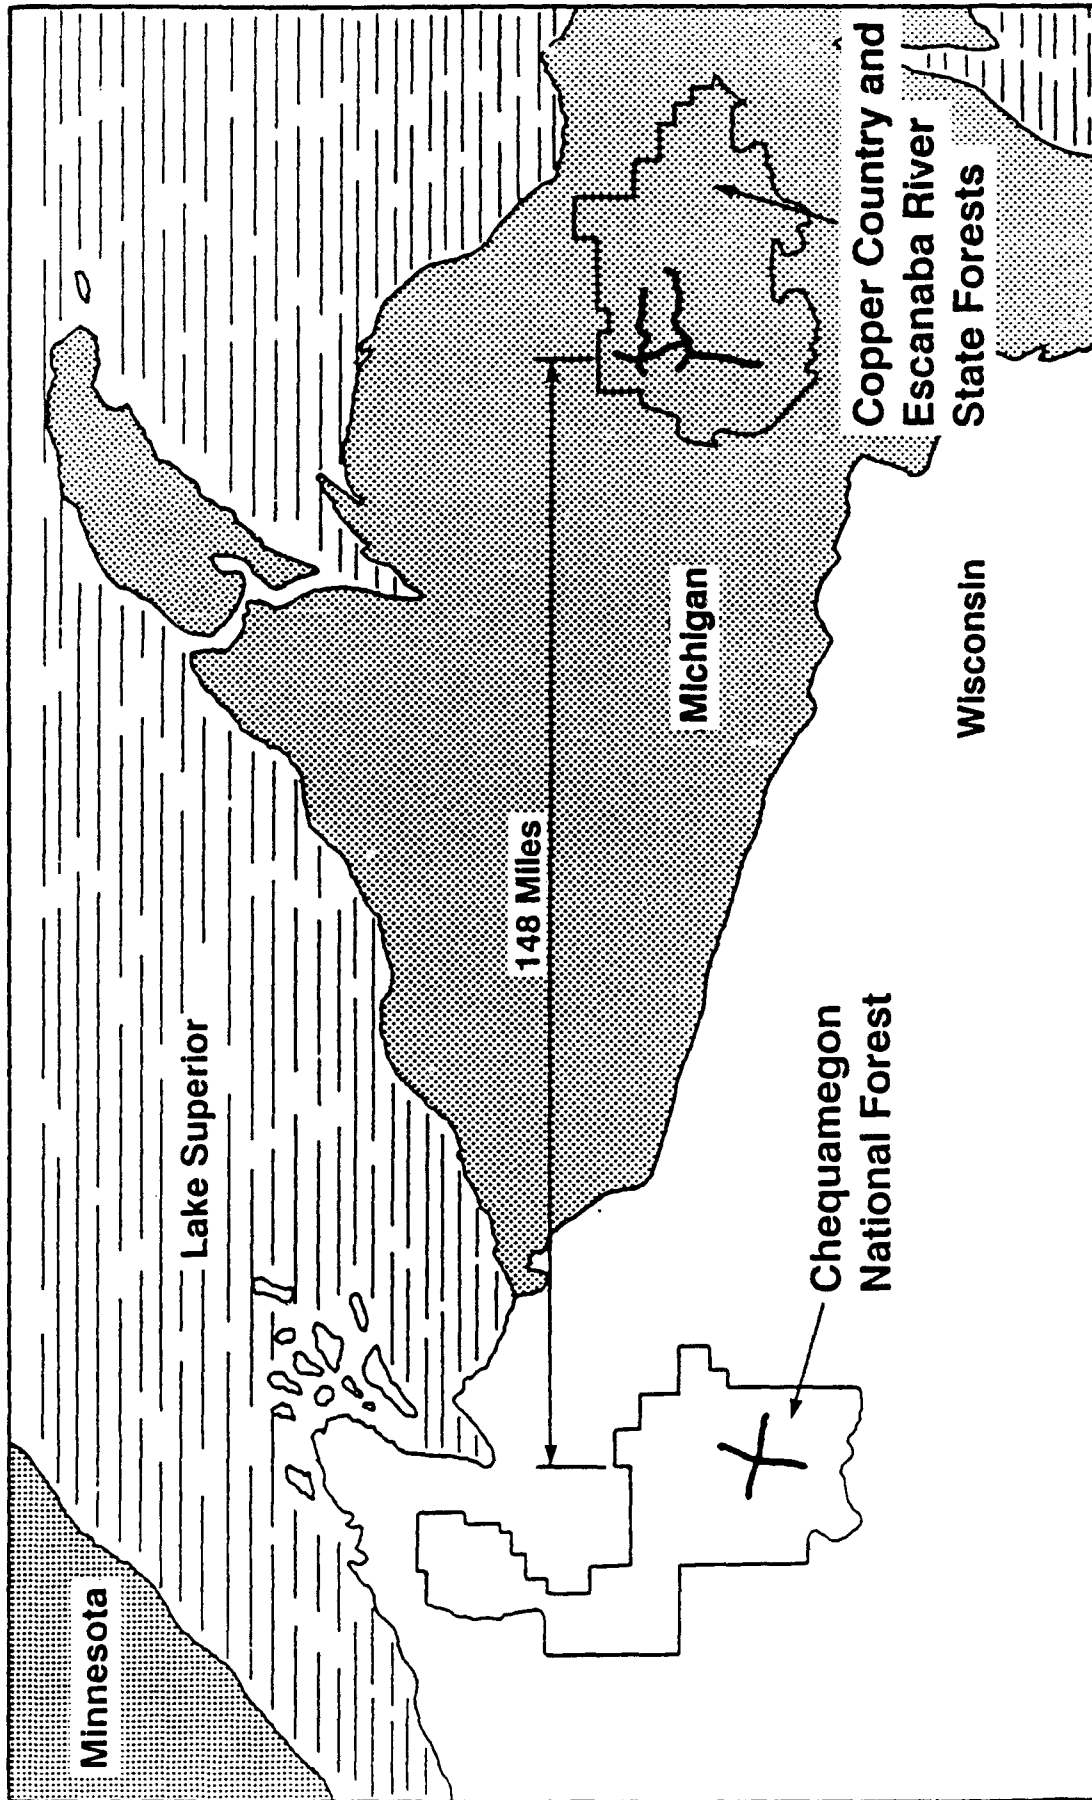 Minnesota
Lake Superior
148 Miles
Michigan
Wisconsin
Chequamegon
National Forest
Copper Country and
Escanaba River
State Forests